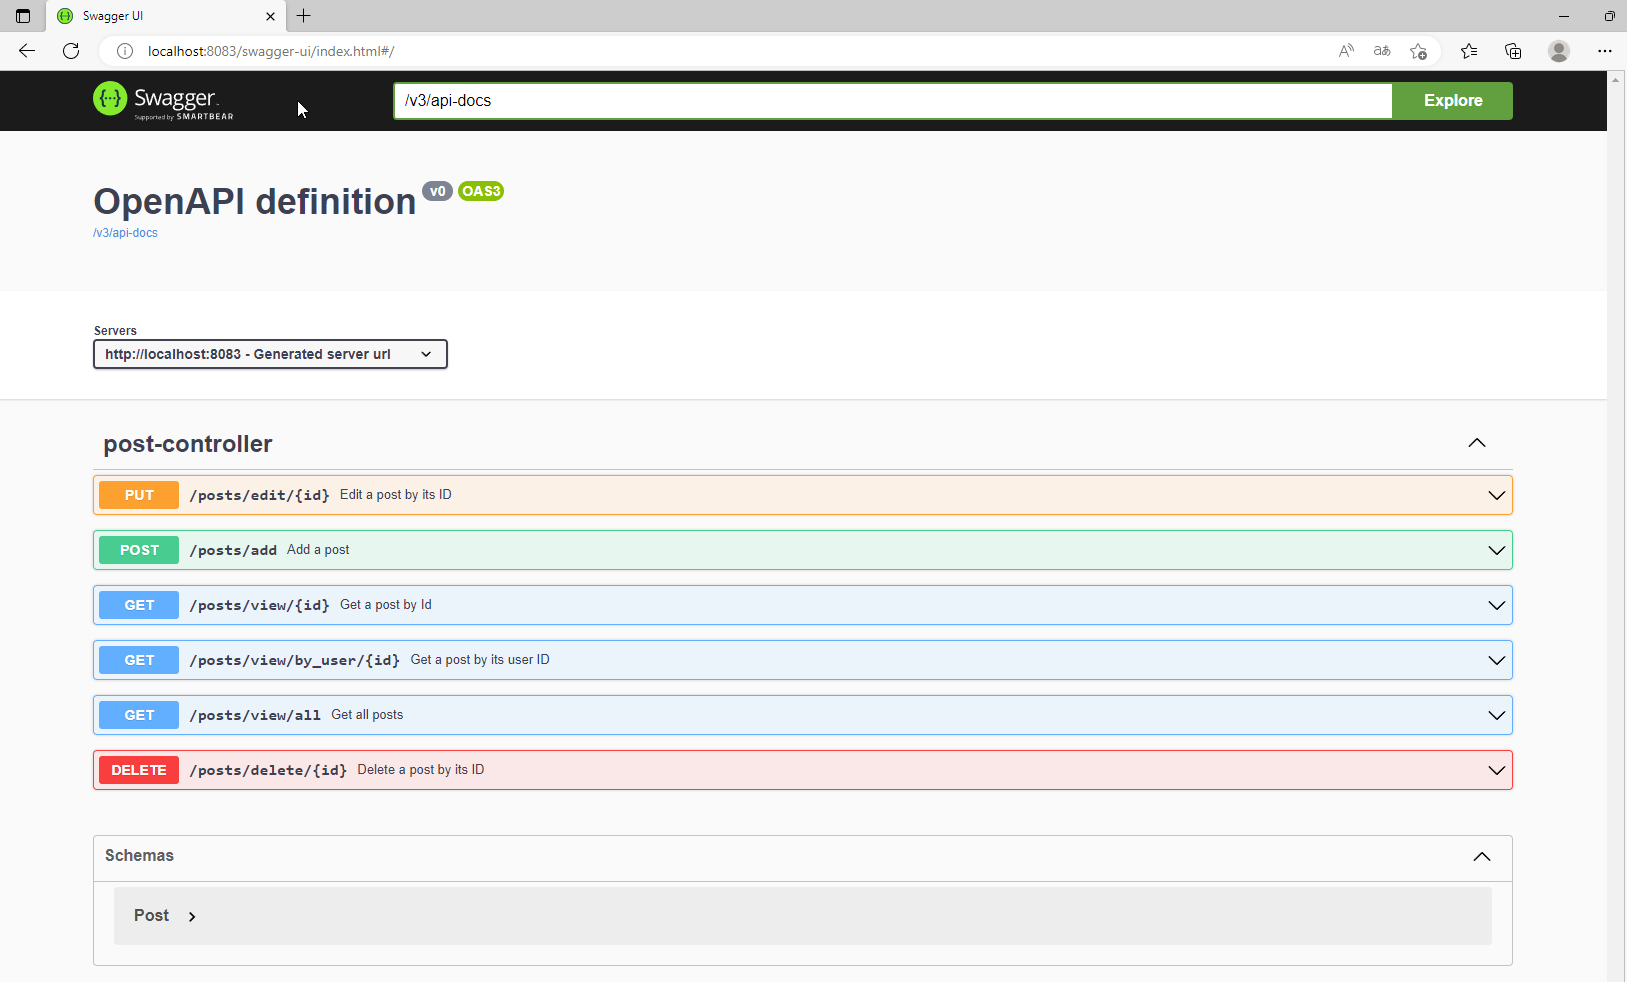 Swagger UI
localhost:8083/swagger-ui/index.html#/
Swagger
Supported by SMARTBEAR
/v3/api-docs
Explore
OpenAPI definition v0 OAS3
/v3/api-docs
Servers
http://localhost:8083 - Generated server url
post-controller
PUT /posts/edit/{id} Edit a post by its ID
POST /posts/add Add a post
GET /posts/view/{id} Get a post by Id
GET /posts/view/by_user/{id} Get a post by its user ID
GET /posts/view/all Get all posts
DELETE /posts/delete/{id} Delete a post by its ID
Schemas
Post